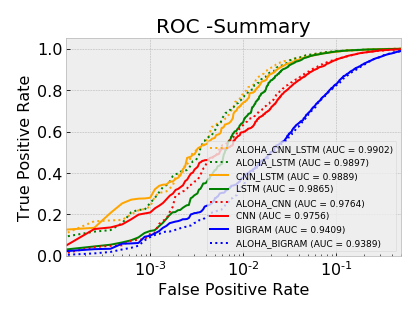 ROC -Summary
True Positive Rate
1.0
0.8
0.6
0.4
0.2
0.0
ALOHA_CNN_LSTM (AUC = 0.9902)
ALOHA_LSTM (AUC = 0.9897)
CNN_LSTM (AUC = 0.9889)
LSTM (AUC = 0.9865)
ALOHA_CNN (AUC = 0.9764)
CNN (AUC = 0.9756)
BIGRAM (AUC = 0.9409)
ALOHA_BIGRAM (AUC = 0.9389)
10⁻³ 10⁻² 10⁻¹
False Positive Rate